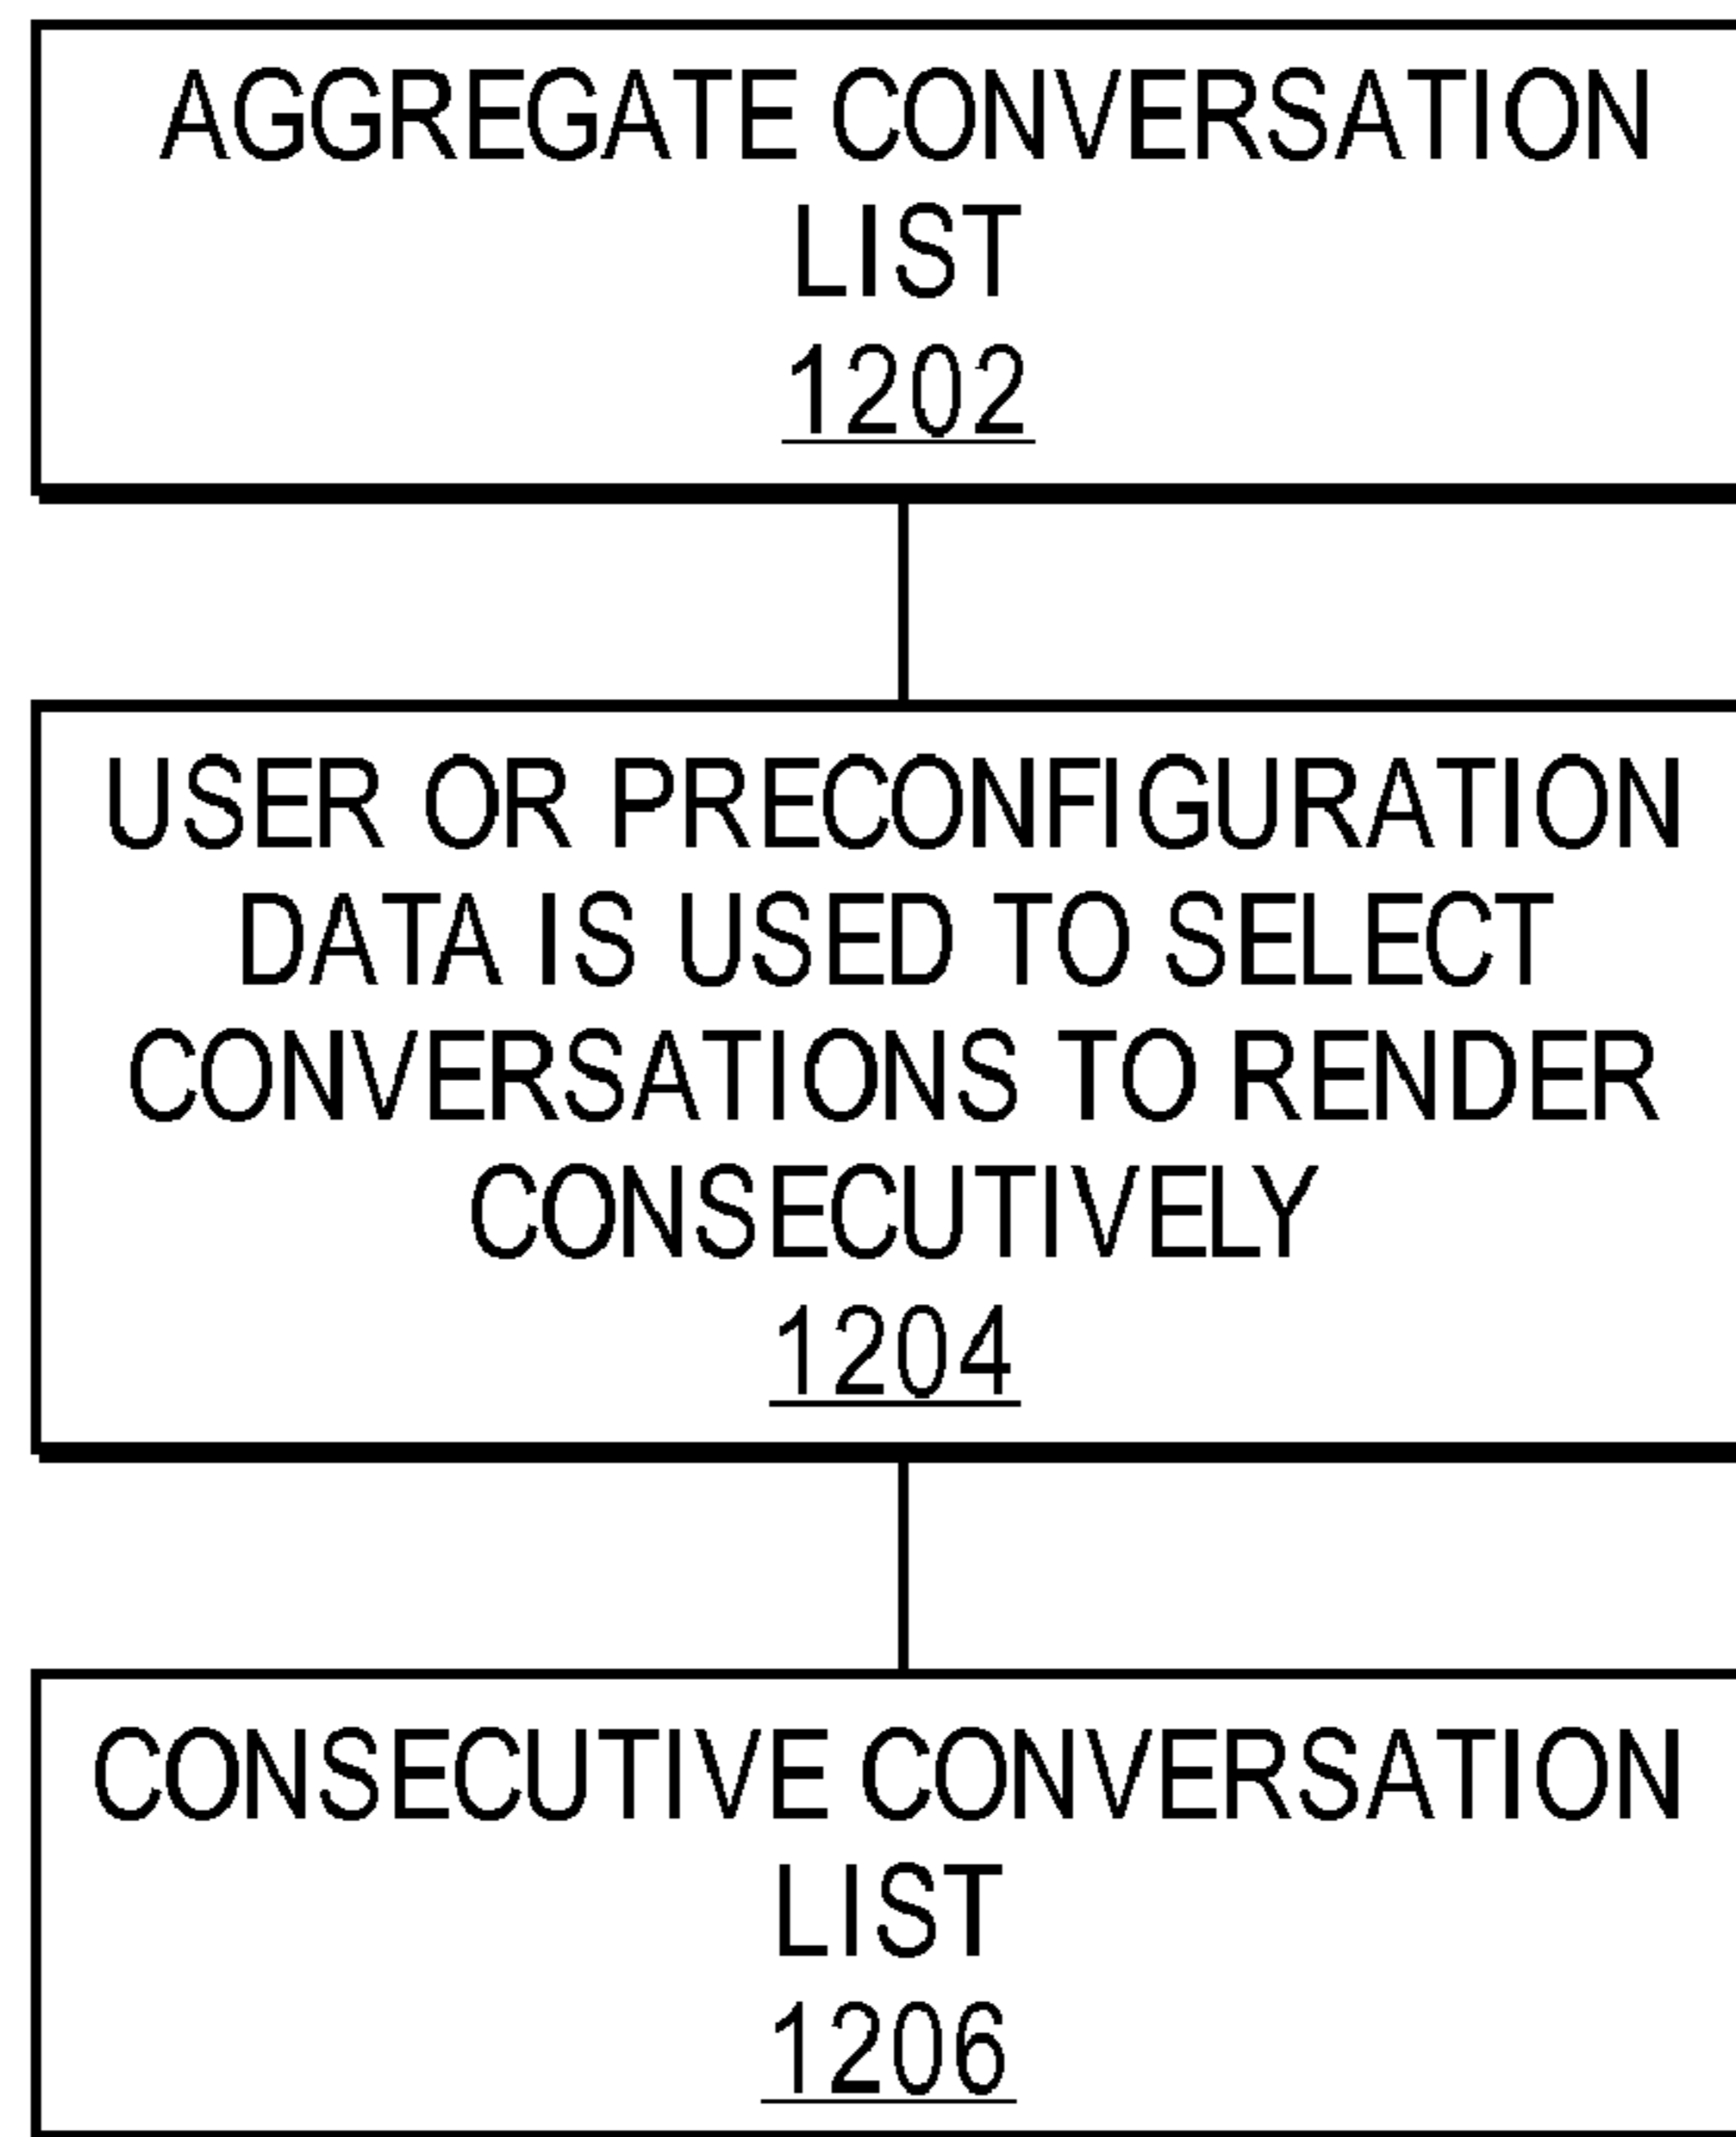 AGGREGATE CONVERSATION
LIST
1202
USER OR PRECONFIGURATION
DATA IS USED TO SELECT
CONVERSATIONS TO RENDER
CONSECUTIVELY
1204
CONSECUTIVE CONVERSATION
LIST
1206